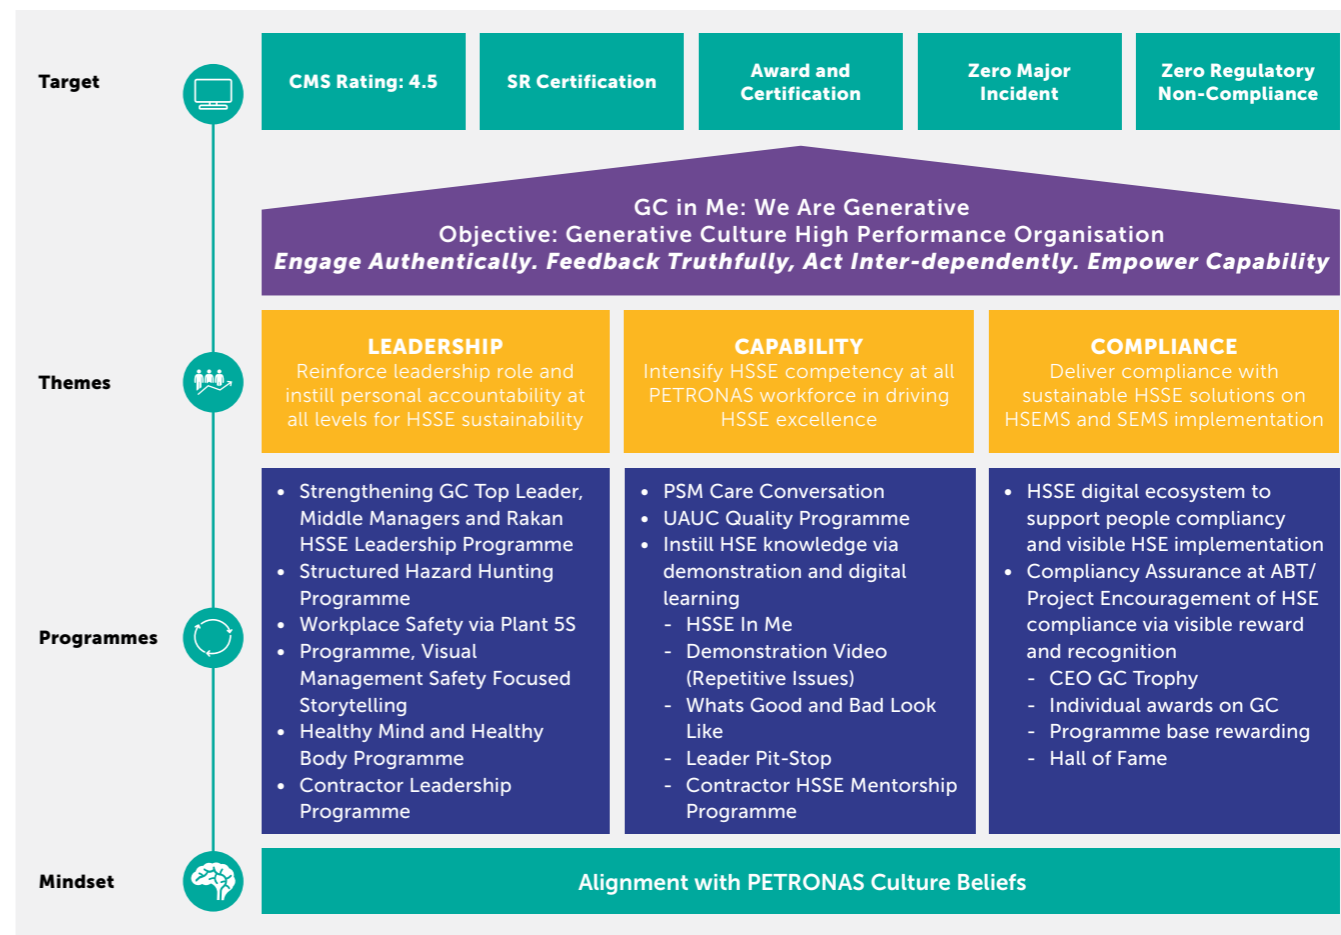 Target
CMS Rating: 4.5
SR Certification
Award and
Certification
Zero Major
Incident
Zero Regulatory
Non-Compliance
GC in Me: We Are Generative
Objective: Generative Culture High Performance Organisation
Engage Authentically. Feedback Truthfully, Act Inter-dependently. Empower Capability
Themes
LEADERSHIP
Reinforce leadership role and
instill personal accountability at
all levels for HSSE sustainability
CAPABILITY
Intensify HSSE competency at all
PETRONAS workforce in driving
HSSE excellence
COMPLIANCE
Deliver compliance with
sustainable HSSE solutions on
HSEMS and SEMS implementation
Programmes
• Strengthening GC Top Leader,
Middle Managers and Rakan
HSSE Leadership Programme
• Structured Hazard Hunting
Programme
• Workplace Safety via Plant 5S
• Programme, Visual
Management Safety Focused
Storytelling
• Healthy Mind and Healthy
Body Programme
• Contractor Leadership
Programme
• PSM Care Conversation
• UAUC Quality Programme
• Instill HSE knowledge via
demonstration and digital
learning
- HSSE In Me
- Demonstration Video
(Repetitive Issues)
- Whats Good and Bad Look
Like
- Leader Pit-Stop
- Contractor HSSE Mentorship
Programme
• HSSE digital ecosystem to
support people compliancy
and visible HSE implementation
• Compliancy Assurance at ABT/
Project Encouragement of HSE
compliance via visible reward
and recognition
- CEO GC Trophy
- Individual awards on GC
- Programme base rewarding
- Hall of Fame
Mindset
Alignment with PETRONAS Culture Beliefs